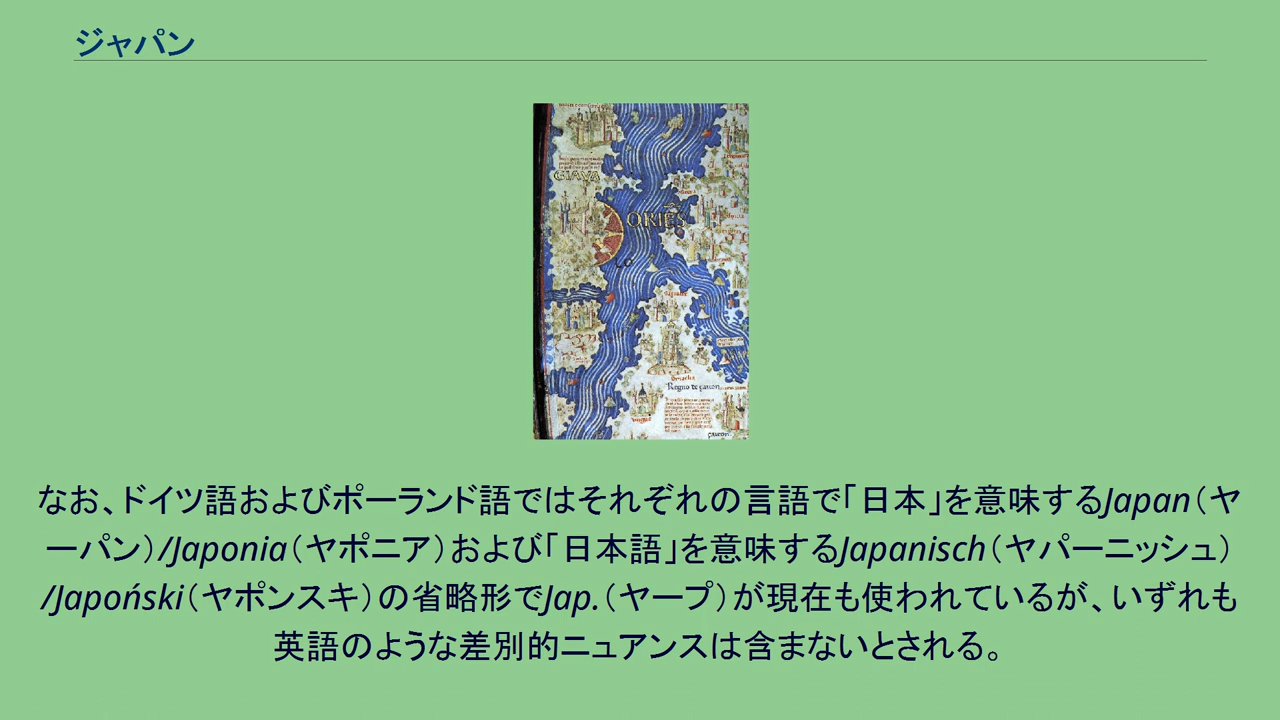 ジャパン
GIAVA
ORIĒS
Regno de
なお、ドイツ語およびポーランド語ではそれぞれの言語で｢日本｣を意味するJapan（ヤ
ーパン）/Japonia（ヤポニア）および｢日本語｣を意味するJapanisch（ヤパーニッシュ）
/Japoński（ヤポンスキ）の省略形でJap.（ヤープ）が現在も使われているが、いずれも
英語のような差別的ニュアンスは含まないとされる。